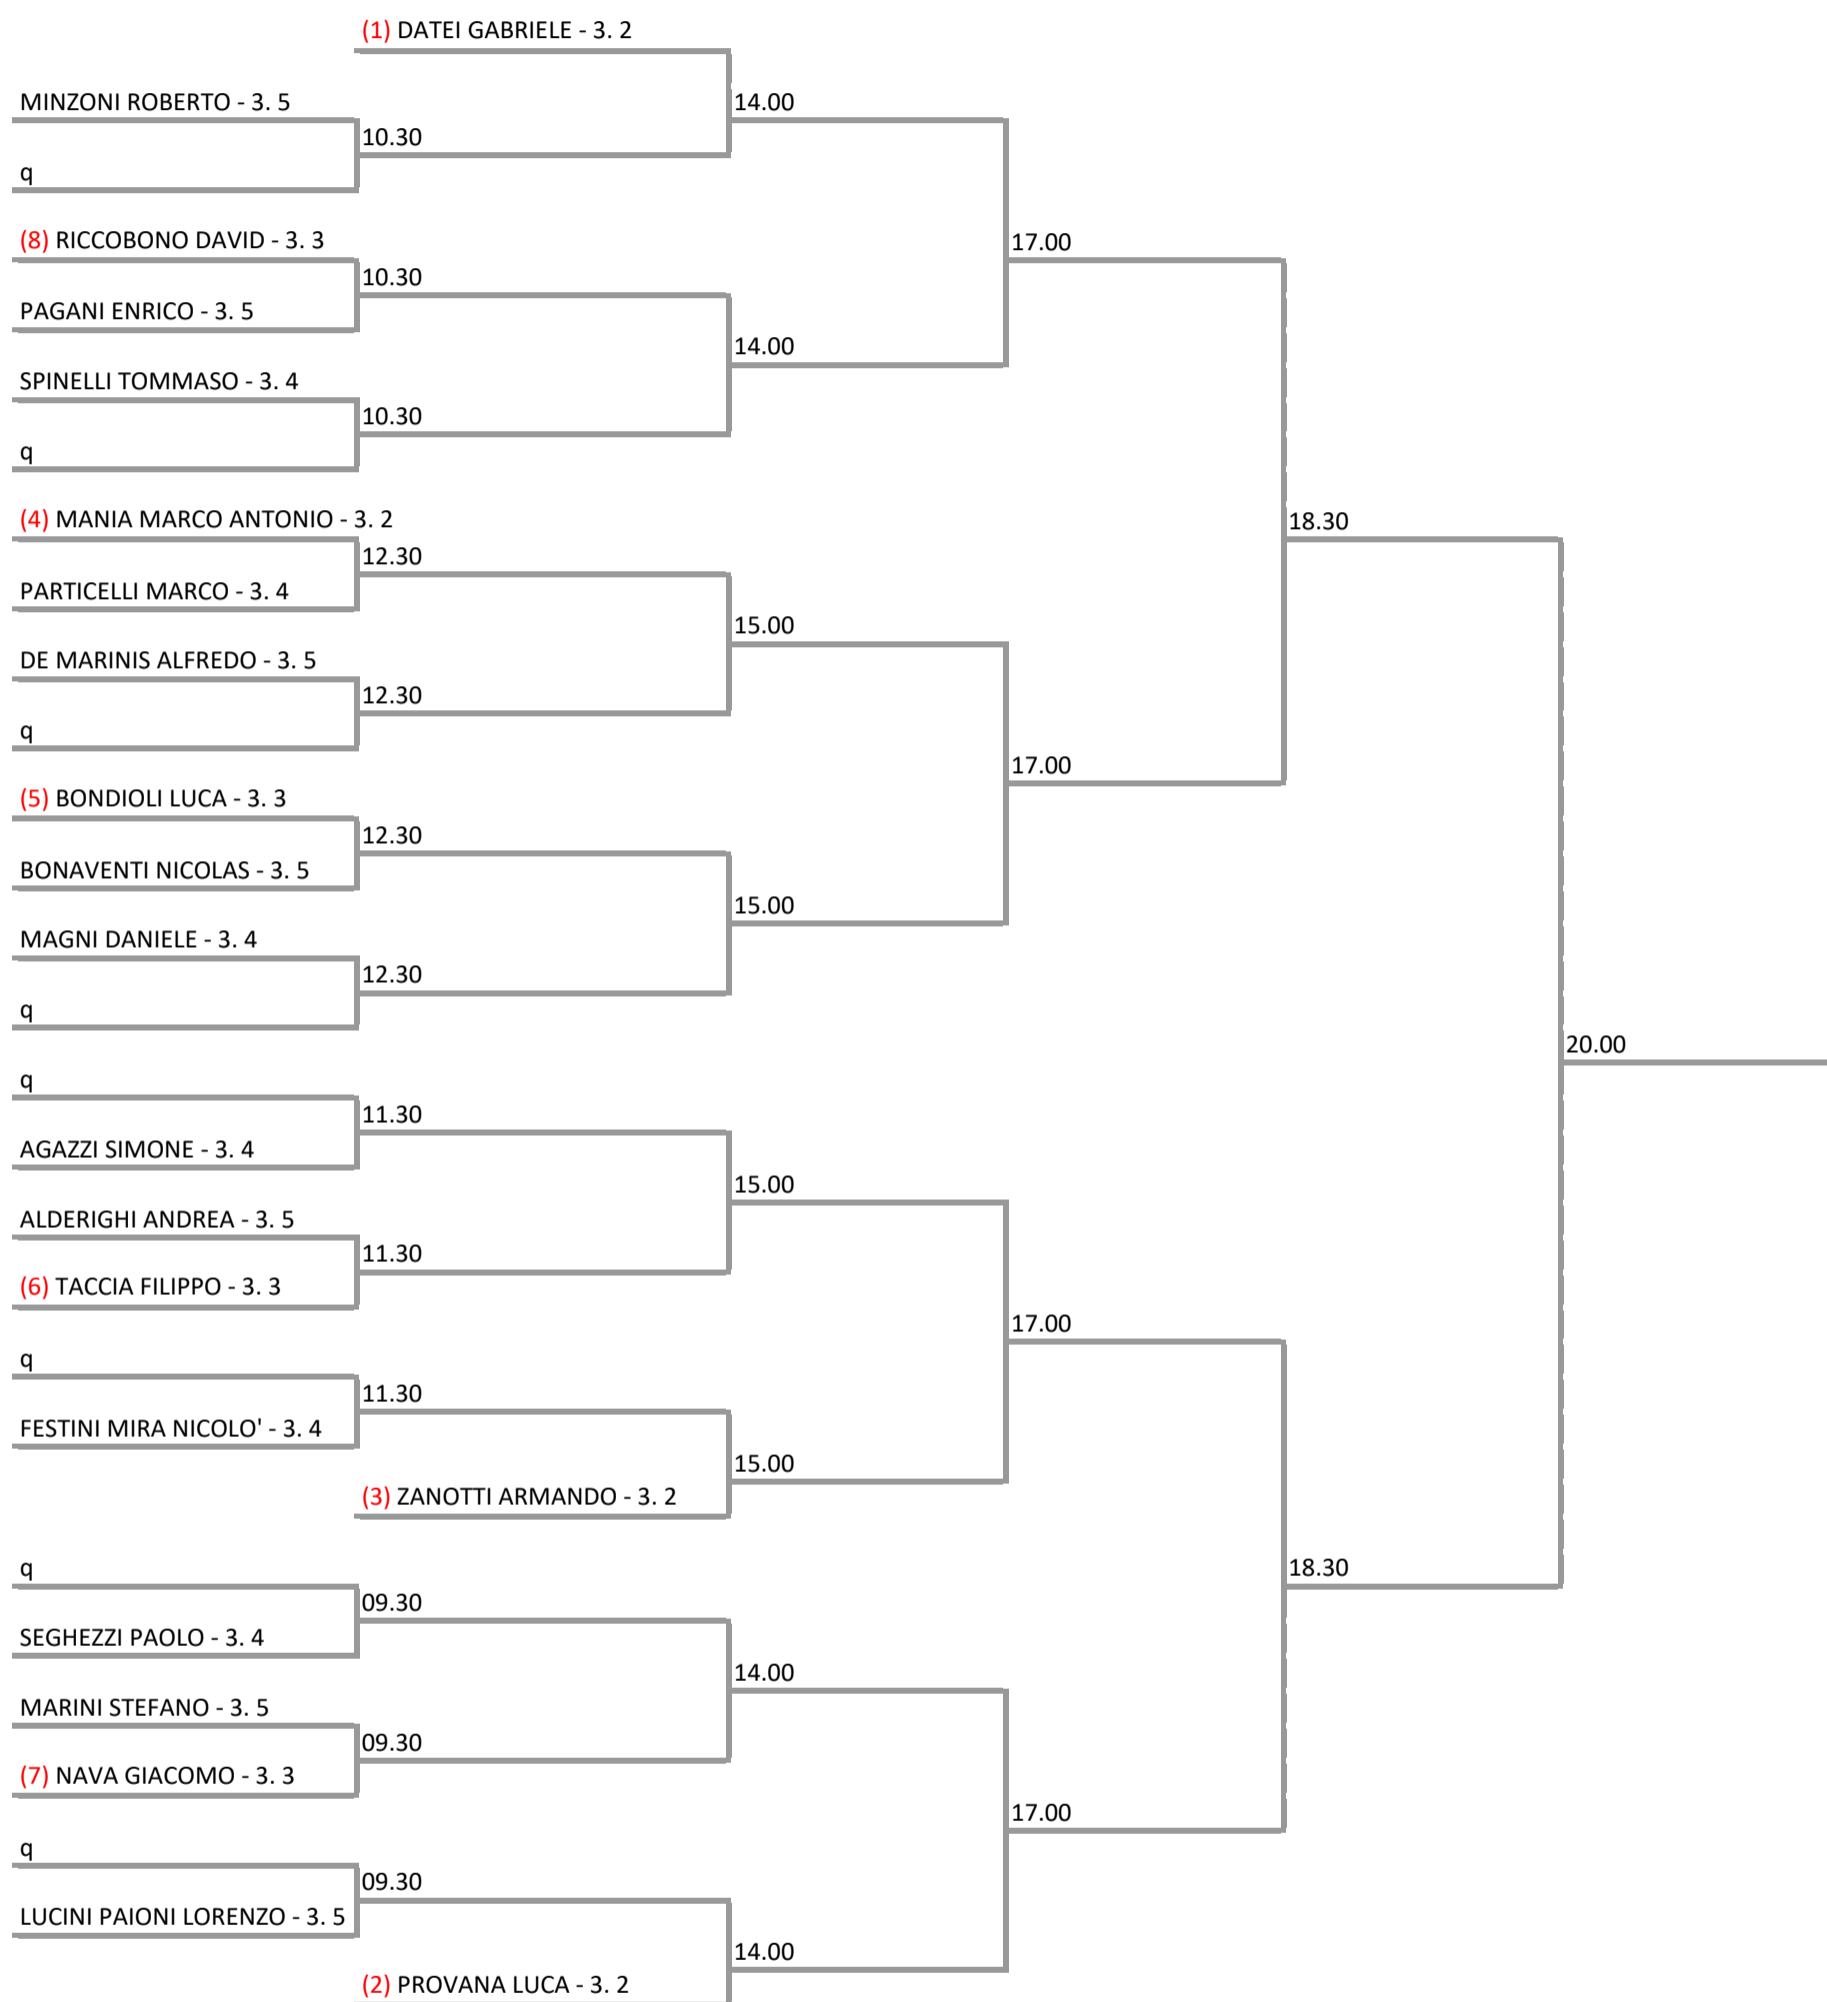 (1) DATEI GABRIELE - 3. 2
MINZONI ROBERTO - 3. 5
14.00
10.30
q
(8) RICCOBONO DAVID - 3. 3
17.00
10.30
PAGANI ENRICO - 3. 5
14.00
SPINELLI TOMMASO - 3. 4
10.30
q
(4) MANIA MARCO ANTONIO - 3. 2
18.30
12.30
PARTICELLI MARCO - 3. 4
15.00
DE MARINIS ALFREDO - 3. 5
12.30
q
17.00
(5) BONDIOLI LUCA - 3. 3
12.30
BONAVENTI NICOLAS - 3. 5
15.00
MAGNI DANIELE - 3. 4
12.30
q
20.00
q
11.30
AGAZZI SIMONE - 3. 4
15.00
ALDERIGHI ANDREA - 3. 5
11.30
(6) TACCIA FILIPPO - 3. 3
17.00
q
11.30
FESTINI MIRA NICOLO' - 3. 4
15.00
(3) ZANOTTI ARMANDO - 3. 2
q
18.30
09.30
SEGHEZZI PAOLO - 3. 4
14.00
MARINI STEFANO - 3. 5
09.30
(7) NAVA GIACOMO - 3. 3
17.00
q
09.30
LUCINI PAIONI LORENZO - 3. 5
14.00
(2) PROVANA LUCA - 3. 2